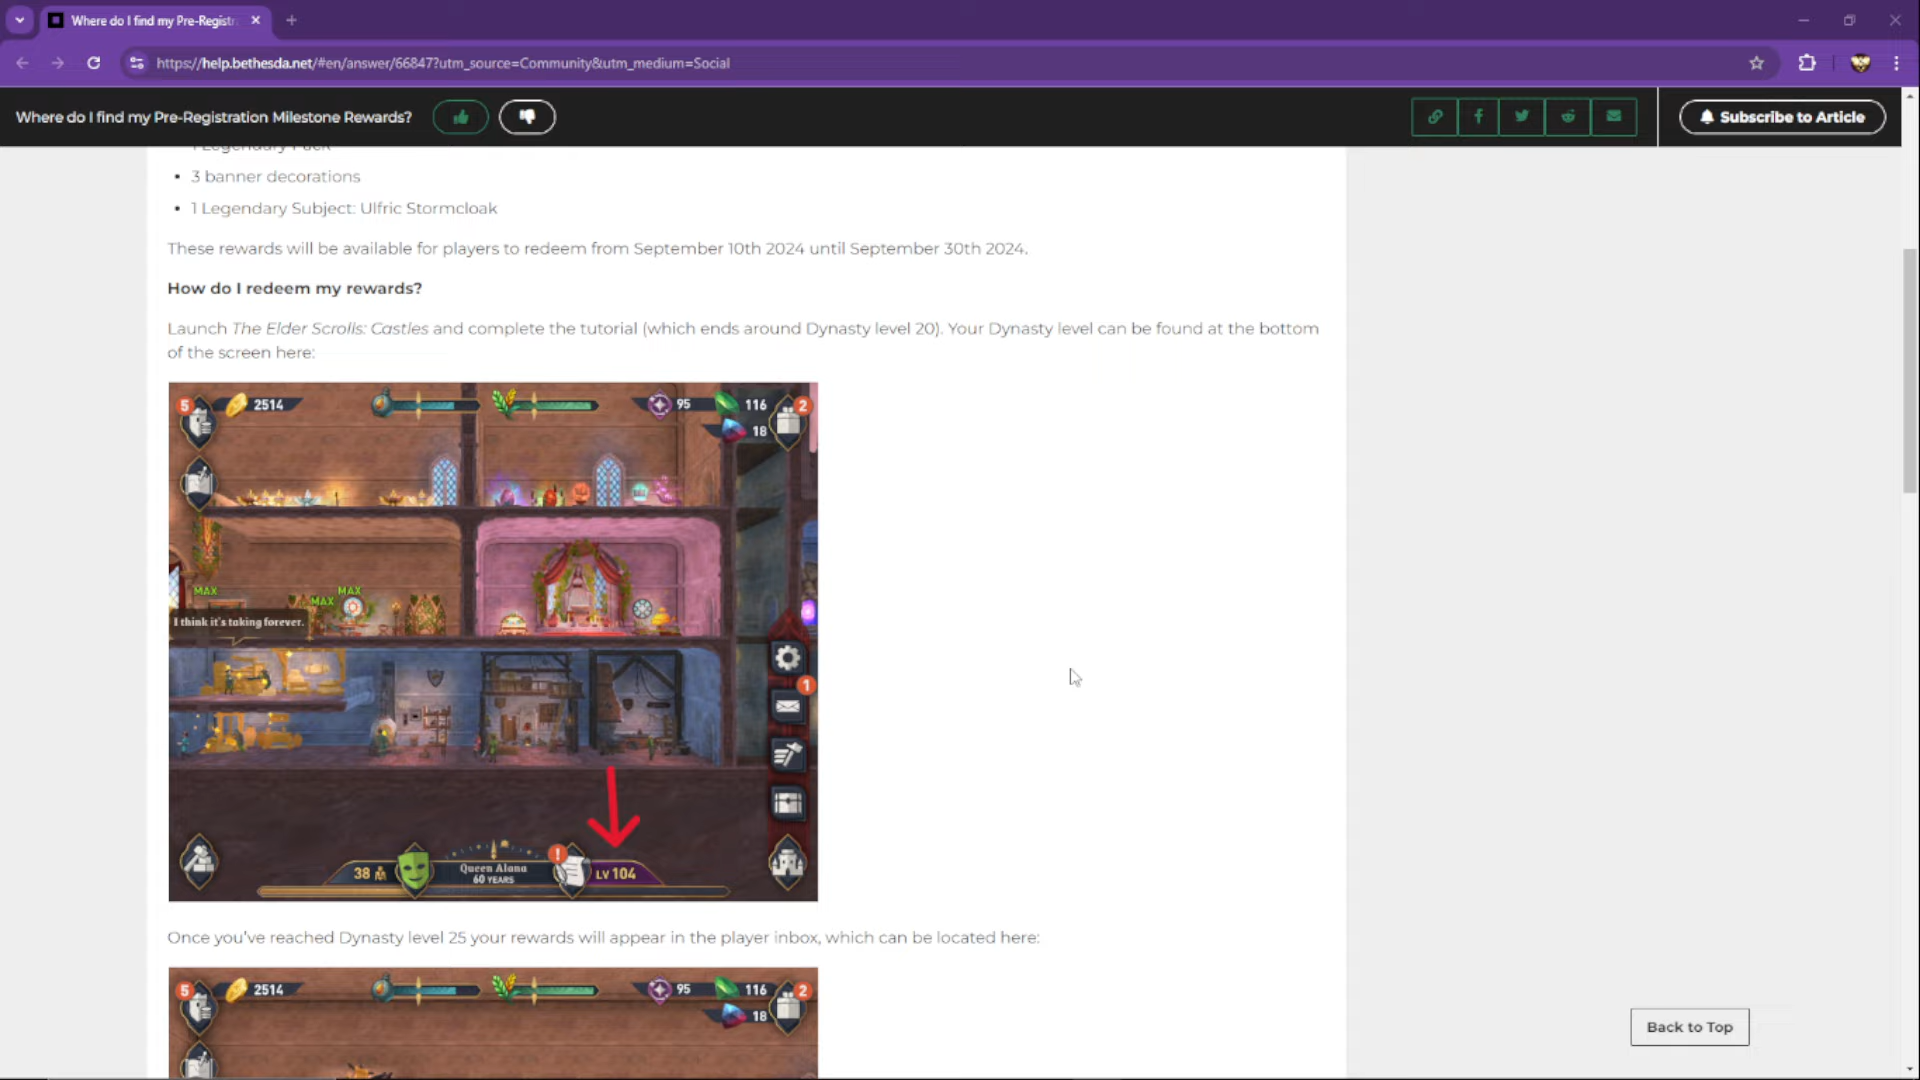 Where do I find my Pre-Registr
https://help.bethesda.net/#en/answer/66847?utm_source=Community&utm_medium=Social
Where do I find my Pre-Registration Milestone Rewards?
Subscribe to Article
1 Legendary Pack
• 3 banner decorations
• 1 Legendary Subject: Ulfric Stormcloak
These rewards will be available for players to redeem from September 10th 2024 until September 30th 2024.
How do I redeem my rewards?
Launch The Elder Scrolls: Castles and complete the tutorial (which ends around Dynasty level 20). Your Dynasty level can be found at the bottom
of the screen here:
5 2514 95 116 2
18
MAX MAX MAX
I think it's taking forever.
1
38 Queen Alana 60 YEARS ! LV 104
Once you've reached Dynasty level 25 your rewards will appear in the player inbox, which can be located here:
5 2514 95 116 2
18
Back to Top